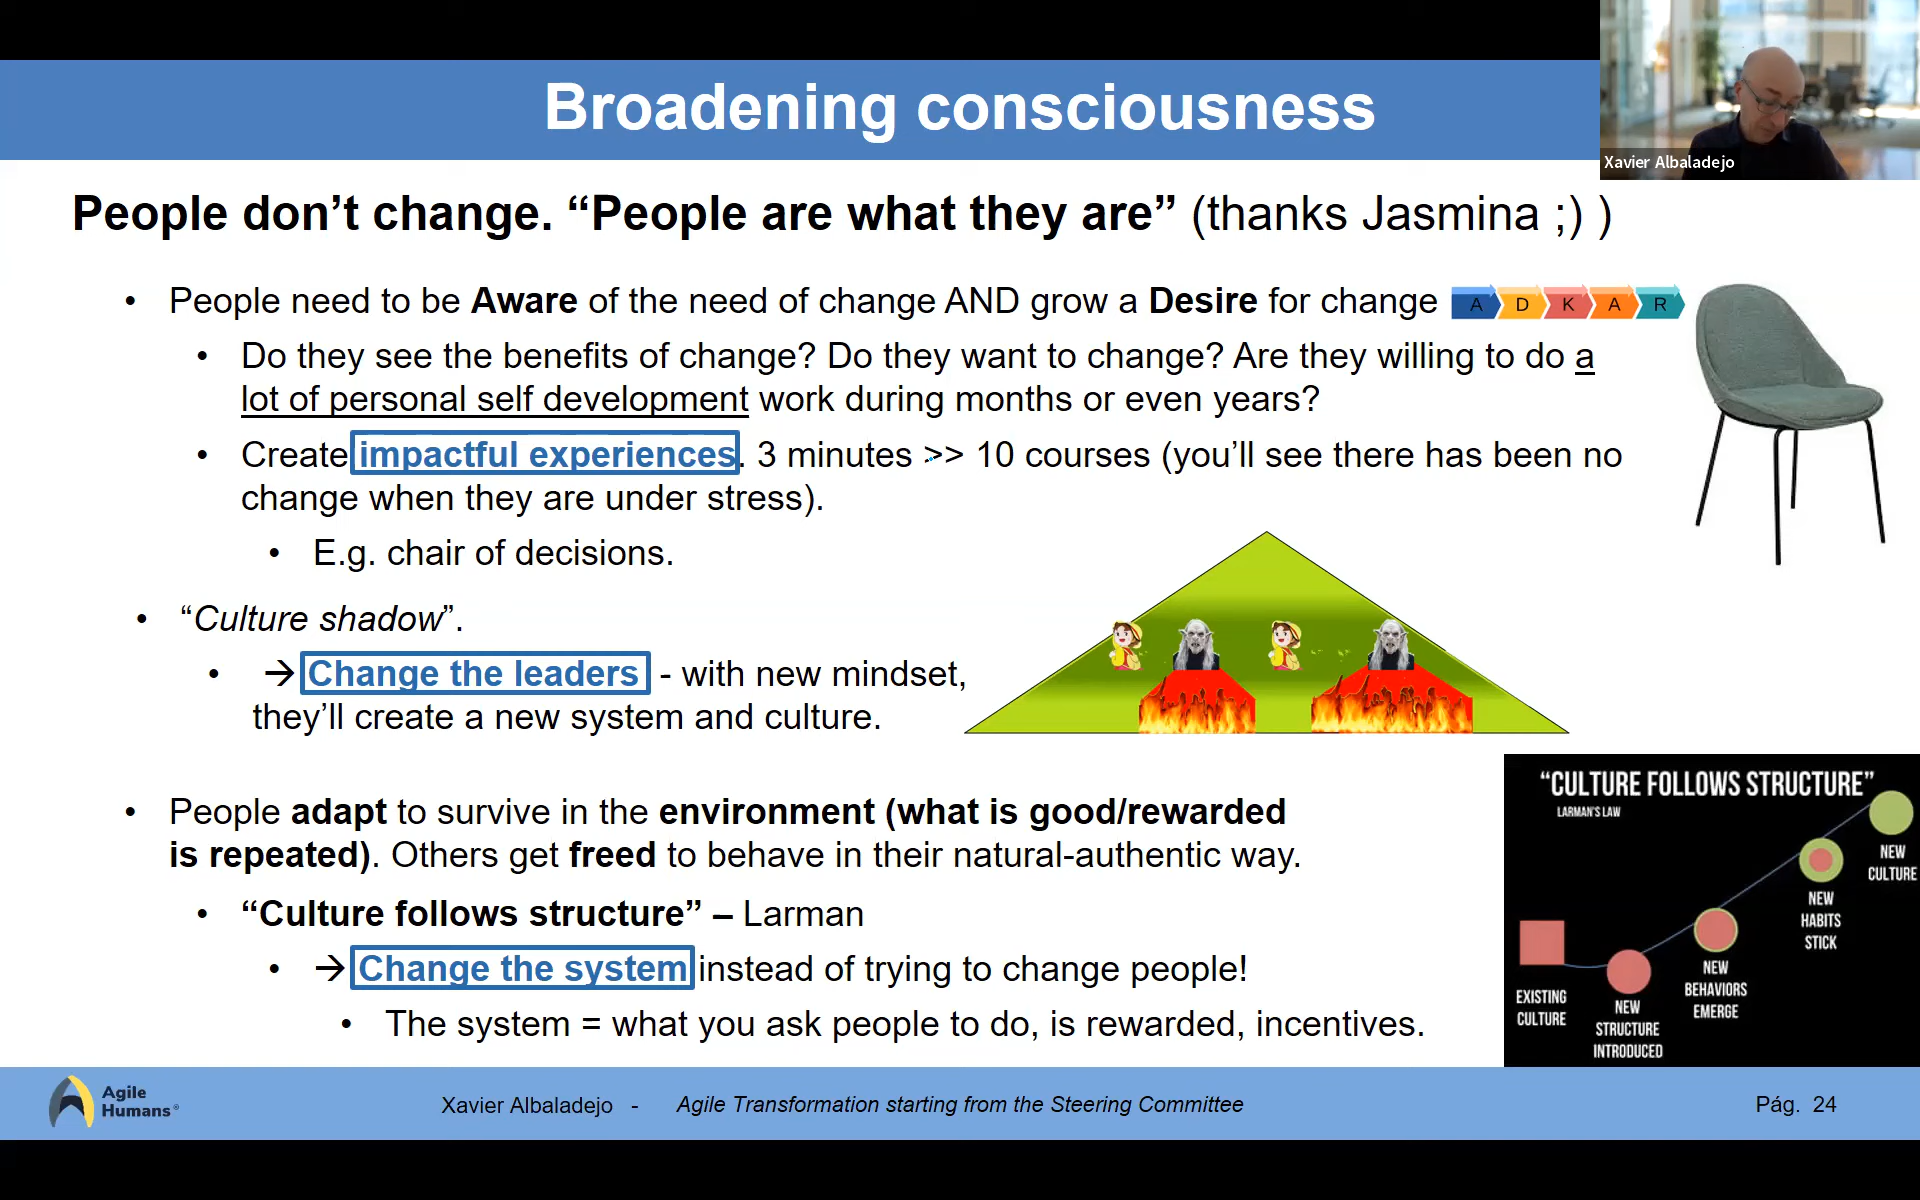 Broadening consciousness
Xavier Albaladejo
People don’t change. “People are what they are” (thanks Jasmina ;) )
• People need to be Aware of the need of change AND grow a Desire for change
A D K A R
• Do they see the benefits of change? Do they want to change? Are they willing to do a
lot of personal self development work during months or even years?
• Create impactful experiences. 3 minutes >> 10 courses (you’ll see there has been no
change when they are under stress).
• E.g. chair of decisions.
• “Culture shadow”.
• → Change the leaders - with new mindset,
they’ll create a new system and culture.
• People adapt to survive in the environment (what is good/rewarded
is repeated). Others get freed to behave in their natural-authentic way.
• “Culture follows structure” – Larman
• → Change the system instead of trying to change people!
• The system = what you ask people to do, is rewarded, incentives.
“CULTURE FOLLOWS STRUCTURE”
LARMAN'S LAW
EXISTING
CULTURE
NEW
STRUCTURE
INTRODUCED
NEW
BEHAVIORS
EMERGE
NEW
HABITS
STICK
NEW
CULTURE
Agile
Humans®
Xavier Albaladejo - Agile Transformation starting from the Steering Committee
Pág. 24